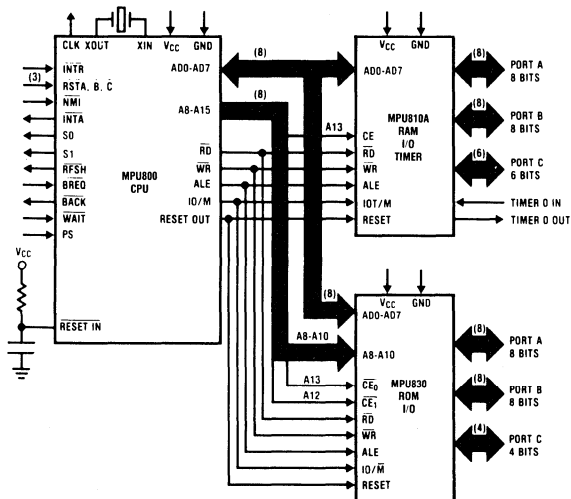 CLK XOUT XIN VCC GND
INTR
(3) RSTA, B, C
NMI
INTA
S0
S1
RFSH
BREQ
BACK
WAIT
PS
MPU800
CPU
AD0-AD7
A8-A15
RD
WR
ALE
IO/M
RESET OUT
VCC
RESET IN
(8)
(8)
A13
VCC GND
AD0-AD7
CE
RD
WR
ALE
IOT/M
RESET
MPU810A
RAM
I/O
TIMER
(8) PORT A
8 BITS
(8) PORT B
8 BITS
(6) PORT C
6 BITS
TIMER 0 IN
TIMER 0 OUT
(8)
A8-A10
A13
A12
VCC GND
AD0-AD7
A8-A10
CE0
CE1
RD
WR
ALE
IO/M
RESET
MPU830
ROM
I/O
(8) PORT A
8 BITS
(8) PORT B
8 BITS
(4) PORT C
4 BITS